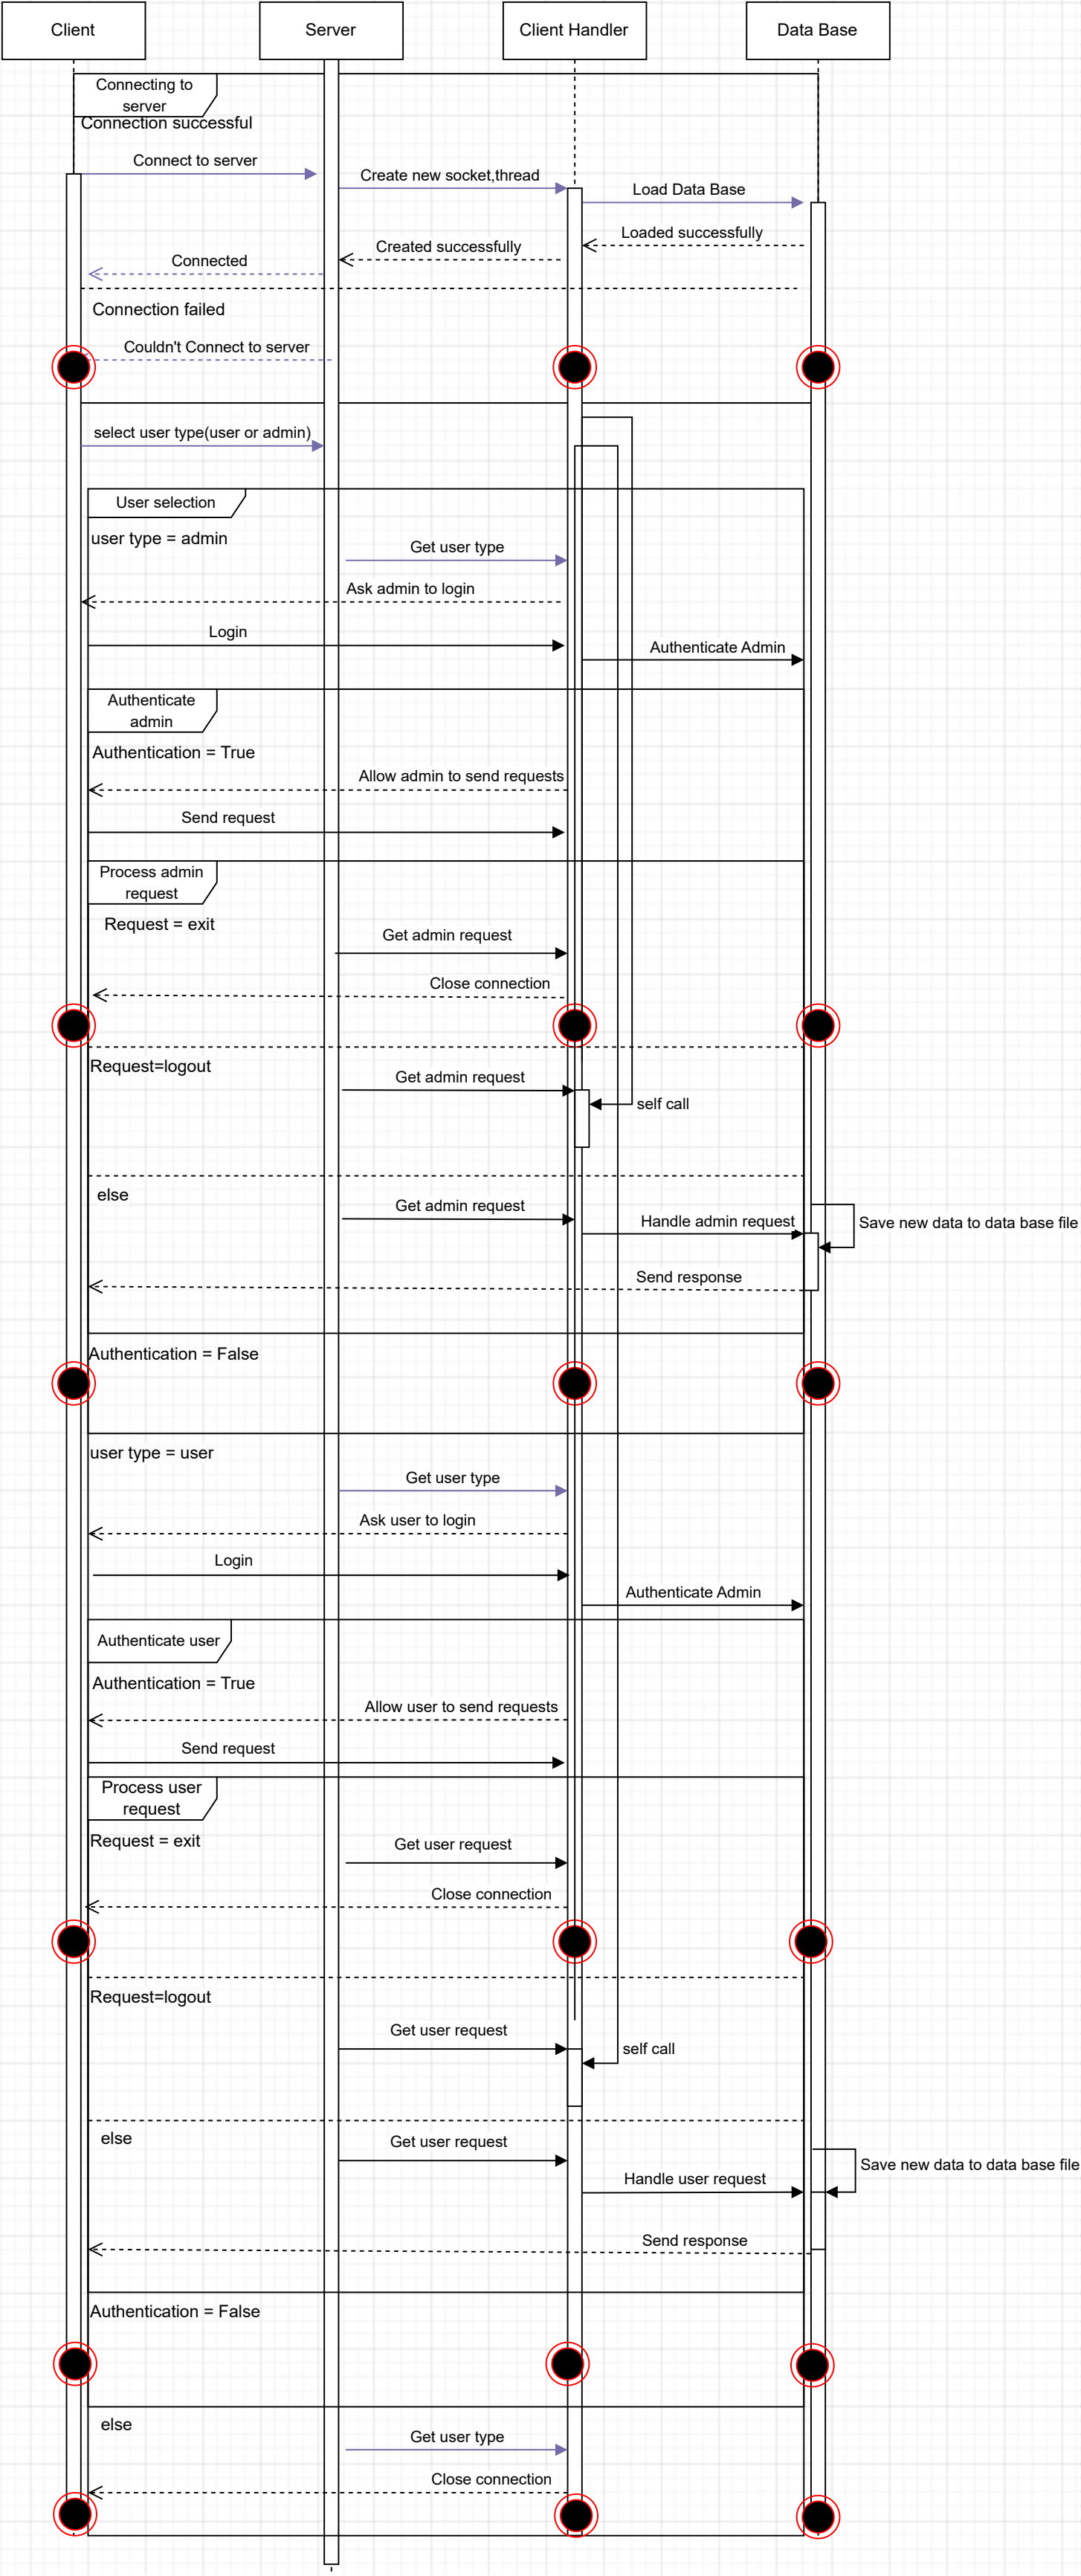 Client
Server
Client Handler
Data Base
Connecting to
server
Connection successful
Connect to server
Create new socket,thread
Load Data Base
Loaded successfully
Created successfully
Connected
Connection failed
Couldn't Connect to server
select user type(user or admin)
User selection
user type = admin
Get user type
Ask admin to login
Login
Authenticate Admin
Authenticate
admin
Authentication = True
Allow admin to send requests
Send request
Process admin
request
Request = exit
Get admin request
Close connection
Request=logout
Get admin request
self call
else
Get admin request
Handle admin request
Save new data to data base file
Send response
Authentication = False
user type = user
Get user type
Ask user to login
Login
Authenticate Admin
Authenticate user
Authentication = True
Allow user to send requests
Send request
Process user
request
Request = exit
Get user request
Close connection
Request=logout
Get user request
self call
else
Get user request
Save new data to data base file
Handle user request
Send response
Authentication = False
else
Get user type
Close connection